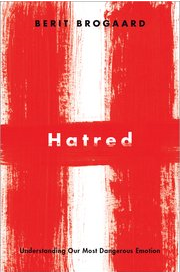 BERIT BROGAARD
Hatred
Understanding Our Most Dangerous Emotion